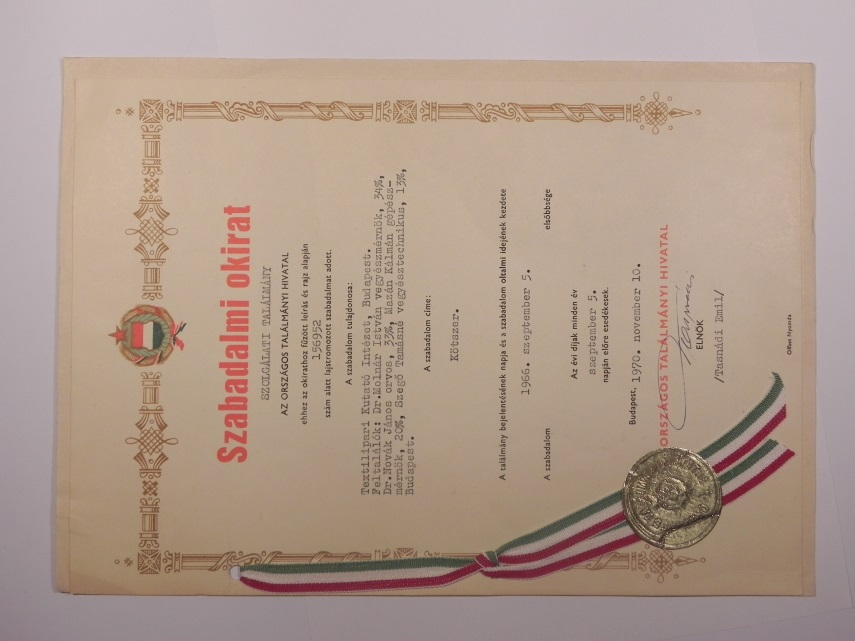 Szabadalmi okirat
SZOLGÁLATI TALÁLMÁNY
AZ ORSZÁGOS TALÁLMÁNYI HIVATAL
ehhez az okirathoz fűzött leírás és rajz alapján
156952
szám alatt lajstromozott szabadalmat adott.
A szabadalom tulajdonosa:
Textilipari Kutató Intézet, Budapest.
Feltalálók: Dr.Molnár István vegyészmérnök, 34%,
Dr.Novák János orvos, 33%, Mazán Kálmán gépész-
mérnök, 20%, Szegő Tamásné vegyésztechnikus, 13%,
Budapest.
A szabadalom címe:
Kötszer.
A találmány bejelentésének napja és a szabadalom oltalmi idejének kezdete
1966. szeptember 5.
A szabadalom elsőbbsége
Az évi díjak minden év
szeptember 5.
napján előre esedékesek.
Budapest, 1970. november 10.
ORSZÁGOS TALÁLMÁNYI HIVATAL
ELNÖK
/Tasnádi Emil/
Offset Nyomda